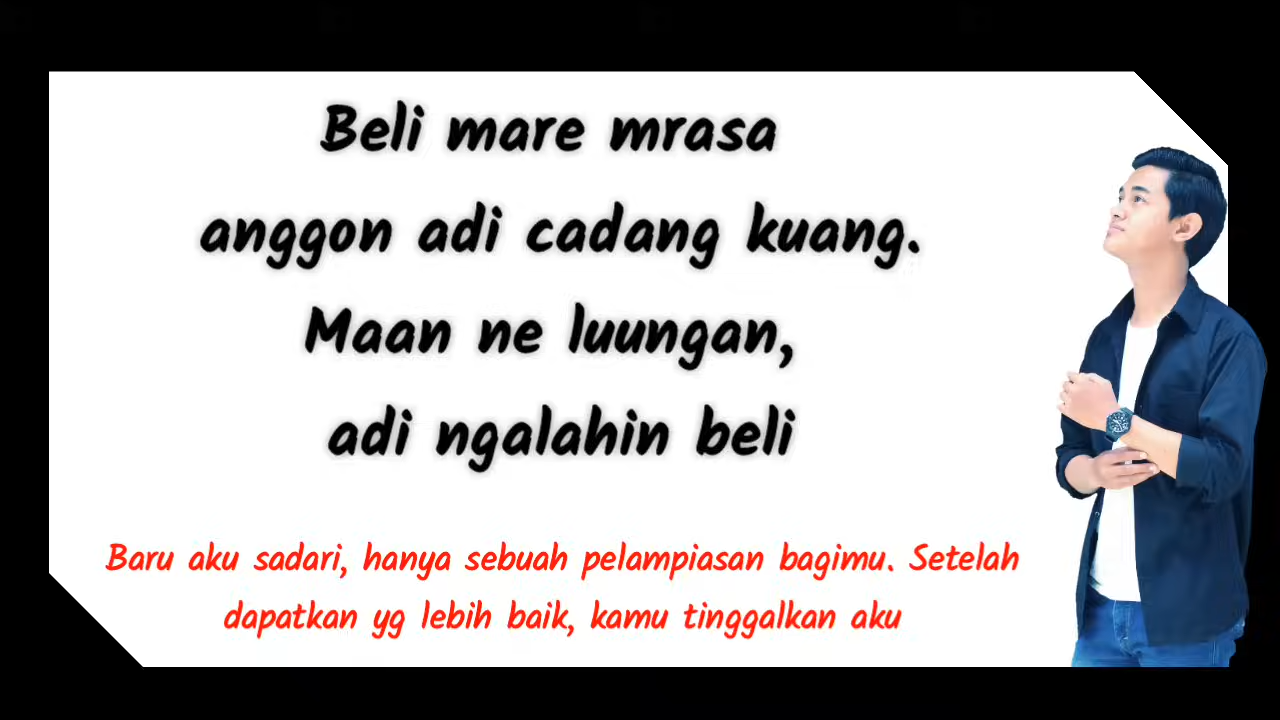 Beli mare mrasa
anggon adi cadang kuang.
Maan ne luungan,
adi ngalahin beli
Baru aku sadari, hanya sebuah pelampiasan bagimu. Setelah
dapatkan yg lebih baik, kamu tinggalkan aku